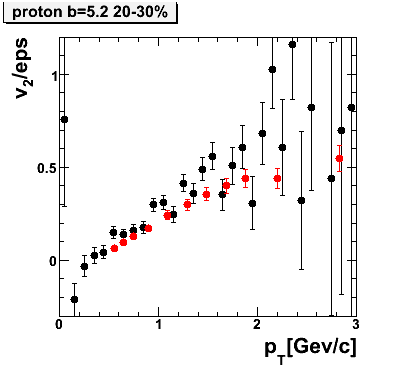 proton b=5.2 20-30%
v2/eps
1
0.5
0
0 1 2 3
pT[Gev/c]